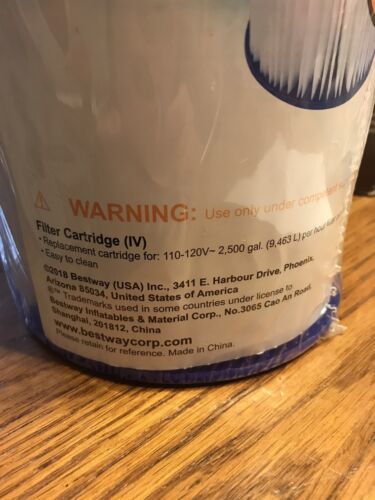 ⚠ WARNING: Use only under competent
Filter Cartridge (IV)
• Replacement cartridge for: 110-120V~ 2,500 gal. (9,463 L) per hour
• Easy to clean
©2018 Bestway (USA) Inc., 3411 E. Harbour Drive, Phoenix,
Arizona 85034, United States of America
®™ Trademarks used in some countries under license to
Bestway Inflatables & Material Corp., No.3065 Cao An Road,
Shanghai, 201812, China
www.bestwaycorp.com
Please retain for reference. Made in China.